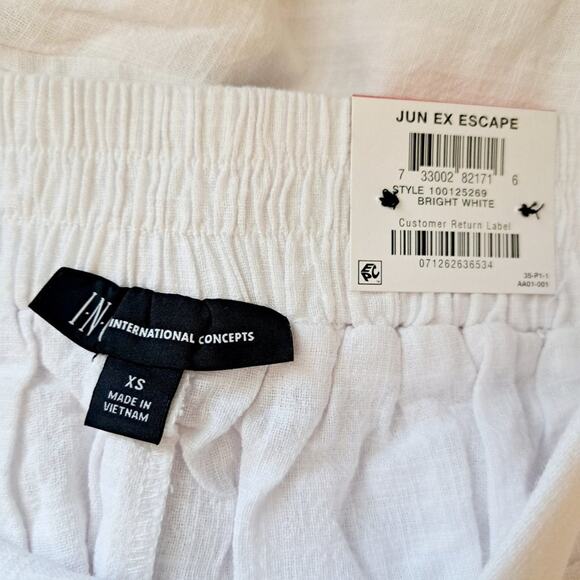 JUN EX ESCAPE
7 33002 82171 6
STYLE 100125269
BRIGHT WHITE
Customer Return Label
071262636534
EPC
35-P1-1
AA01-001
I·N·C
INTERNATIONAL CONCEPTS
XS
MADE IN
VIETNAM